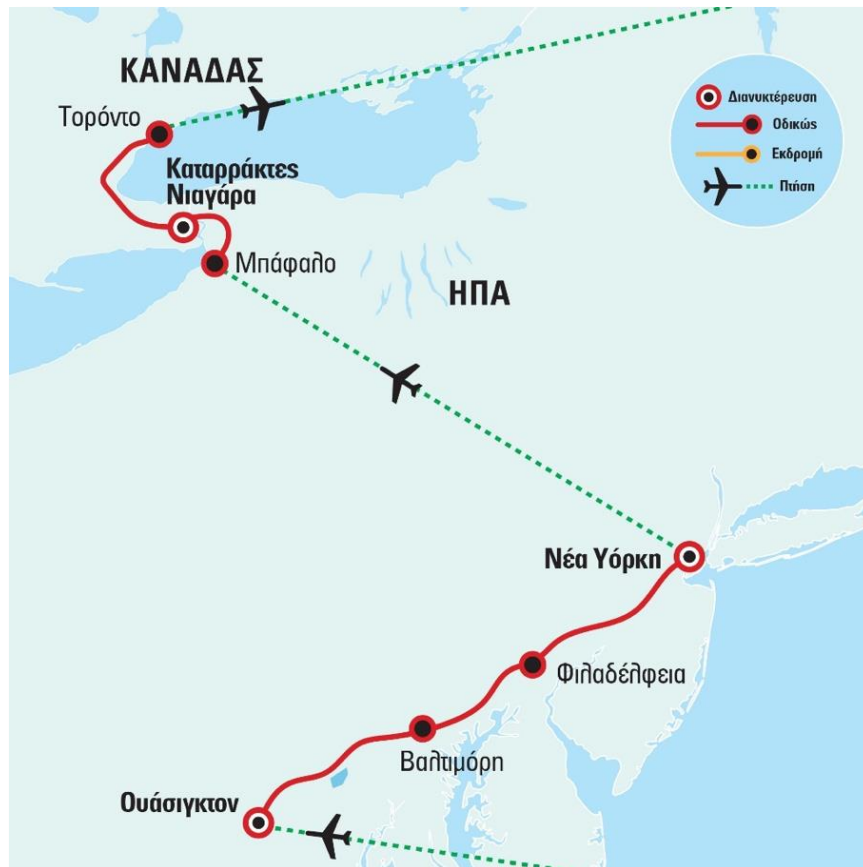 ΚΑΝΑΔΑΣ
Τορόντο
Καταρράκτες
Νιαγάρα
Μπάφαλο
ΗΠΑ
Διανυκτέρευση
Οδικώς
Εκδρομή
Πτήση
Νέα Υόρκη
Φιλαδέλφεια
Βαλτιμόρη
Ουάσιγκτον